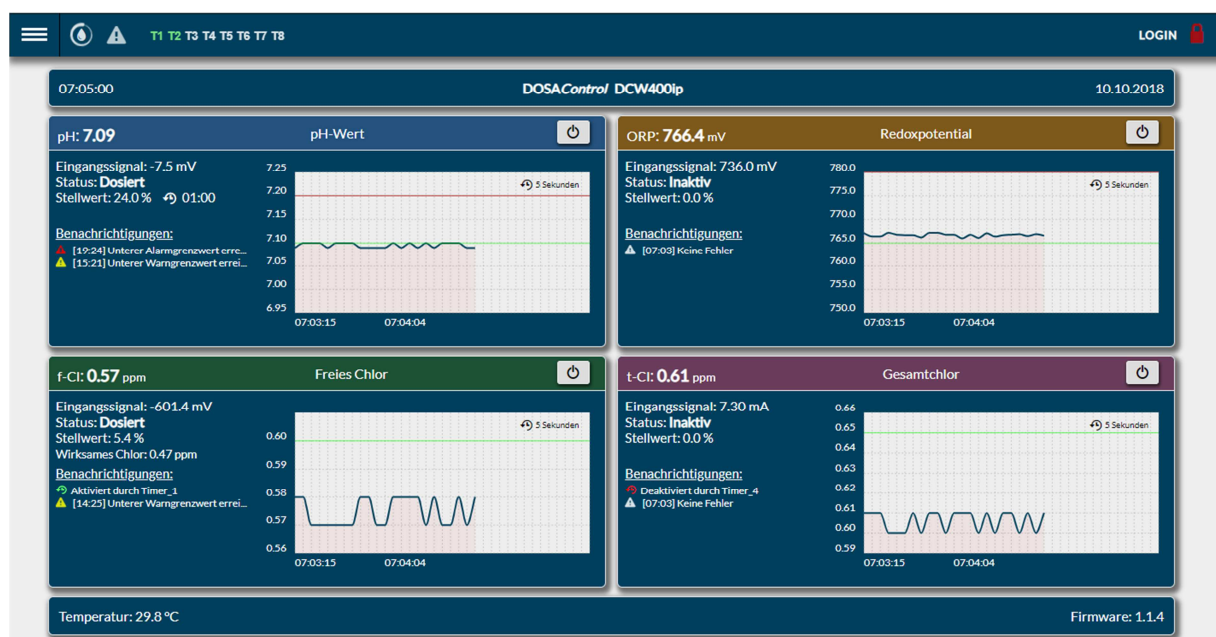 T1 T2 T3 T4 T5 T6 T7 T8
LOGIN
07:05:00
DOSAControl DCW400ip
10.10.2018
pH: 7.09
pH-Wert
Eingangssignal: -7.5 mV
Status: Dosiert
Stellwert: 24.0 % 01:00
Benachrichtigungen:
[19:24] Unterer Alarmgrenzwert erre...
[15:21] Unterer Warngrenzwert errei...
7.25
7.20
7.15
7.10
7.05
7.00
6.95
5 Sekunden
07:03:15 07:04:04
ORP: 766.4 mV
Redoxpotential
Eingangssignal: 736.0 mV
Status: Inaktiv
Stellwert: 0.0 %
Benachrichtigungen:
[07:03] Keine Fehler
780.0
775.0
770.0
765.0
760.0
755.0
750.0
5 Sekunden
07:03:15 07:04:04
f-Cl: 0.57 ppm
Freies Chlor
Eingangssignal: -601.4 mV
Status: Dosiert
Stellwert: 5.4 %
Wirksames Chlor: 0.47 ppm
Benachrichtigungen:
Aktiviert durch Timer_1
[14:25] Unterer Warngrenzwert errei...
0.60
0.59
0.58
0.57
0.56
5 Sekunden
07:03:15 07:04:04
t-Cl: 0.61 ppm
Gesamtchlor
Eingangssignal: 7.30 mA
Status: Inaktiv
Stellwert: 0.0 %
Benachrichtigungen:
Deaktiviert durch Timer_4
[07:03] Keine Fehler
0.66
0.65
0.64
0.63
0.62
0.61
0.60
0.59
5 Sekunden
07:03:15 07:04:04
Temperatur: 29.8 °C
Firmware: 1.1.4